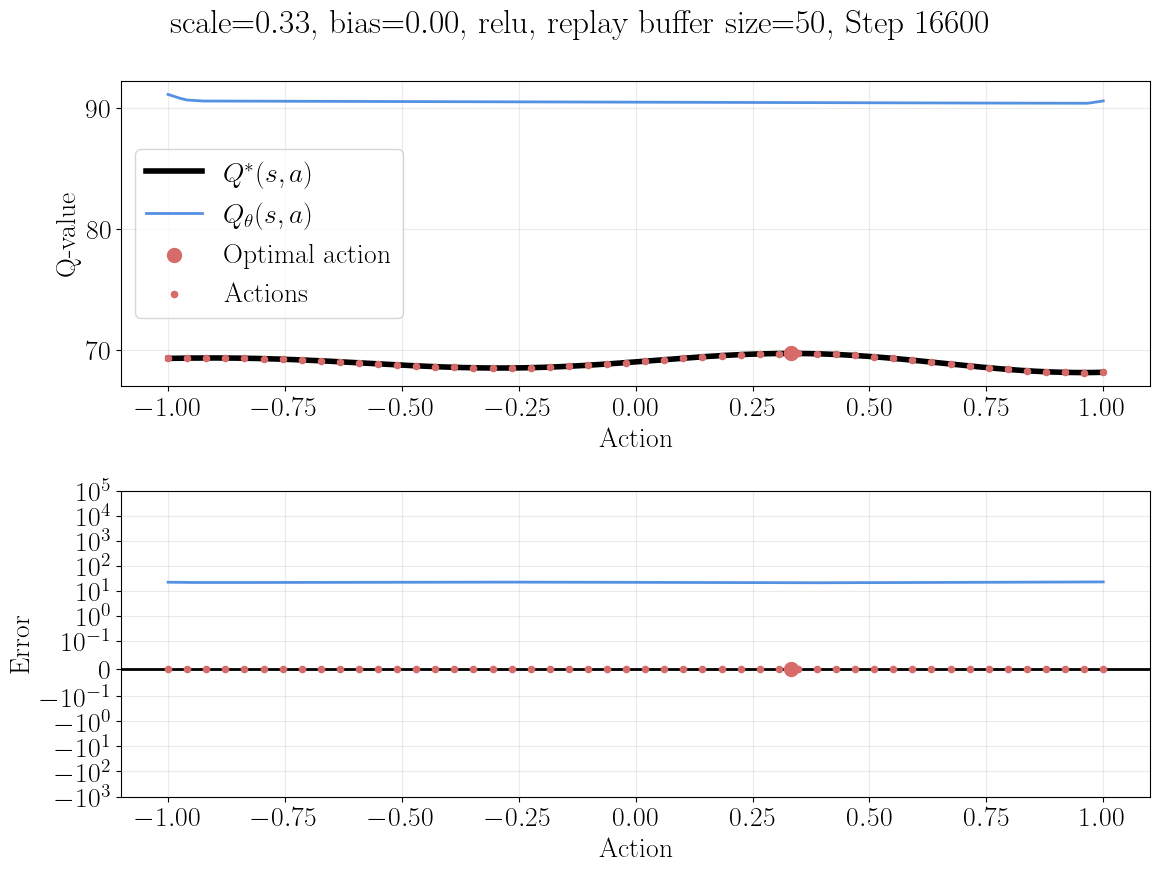 scale=0.33, bias=0.00, relu, replay buffer size=50, Step 16600
90
80
70
Q-value
Q*(s, a)
Q_θ(s, a)
Optimal action
Actions
−1.00 −0.75 −0.50 −0.25 0.00 0.25 0.50 0.75 1.00
Action
10^5
10^4
10^3
10^2
10^1
10^0
10^−1
0
−10^−1
−10^0
−10^1
−10^2
−10^3
Error
−1.00 −0.75 −0.50 −0.25 0.00 0.25 0.50 0.75 1.00
Action